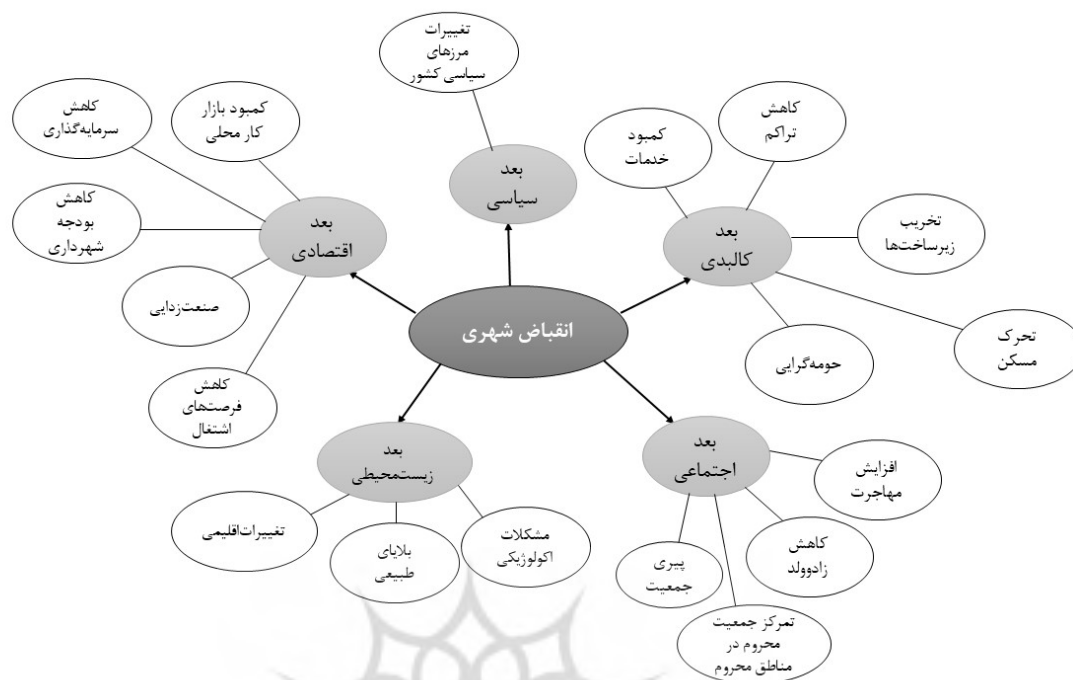 تغییرات
مرزهای
سیاسی کشور
کاهش
سرمایه‌گذاری
کمبود بازار
کار محلی
کمبود
خدمات
کاهش
تراکم
بعد
سیاسی
کاهش
بودجه
شهرداری
بعد
اقتصادی
بعد
کالبدی
تخریب
زیرساخت‌ها
صنعت‌زدایی
انقباض شهری
حومه‌گرایی
تحرک
مسکن
کاهش
فرصت‌های
اشتغال
بعد
زیست‌محیطی
بعد
اجتماعی
افزایش
مهاجرت
تغییرات‌اقلیمی
بلایای
طبیعی
مشکلات
اکولوژیکی
پیری
جمعیت
کاهش
زادوولد
تمرکز جمعیت
محروم در
مناطق محروم